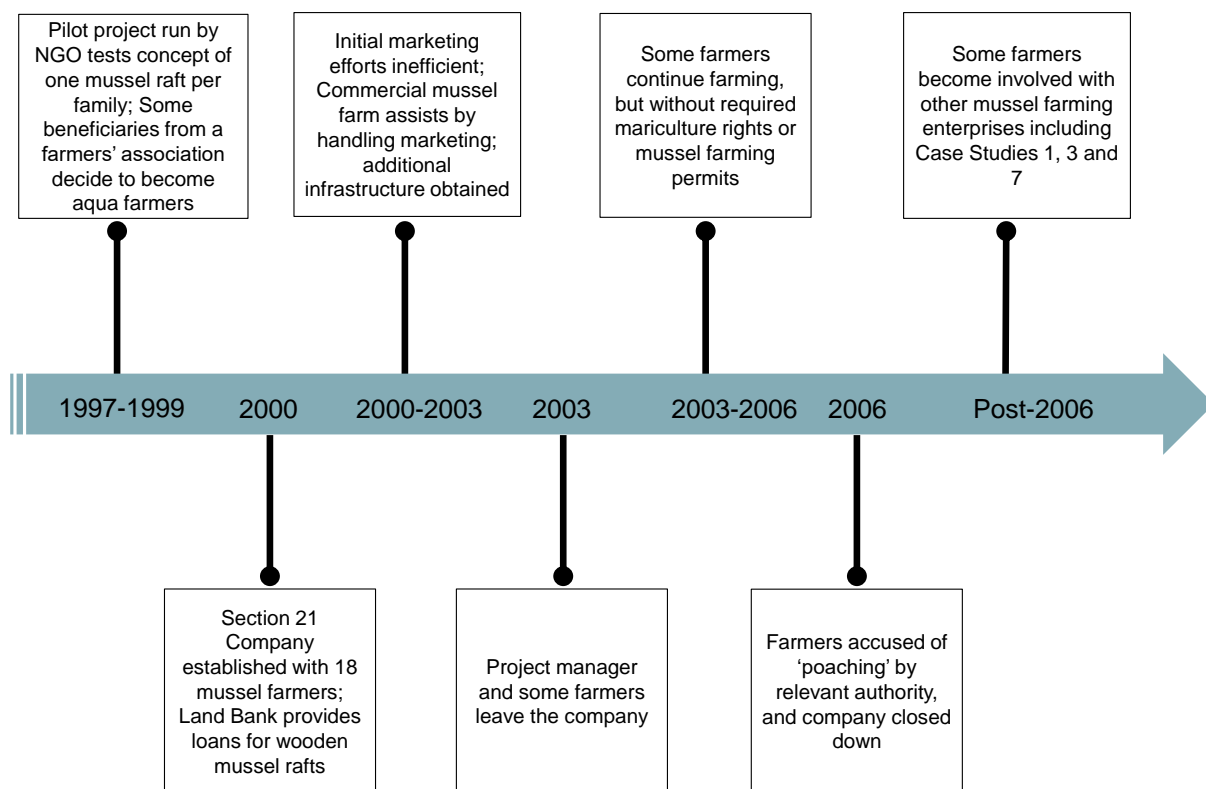 Pilot project run by
NGO tests concept of
one mussel raft per
family; Some
beneficiaries from a
farmers’ association
decide to become
aqua farmers
Initial marketing
efforts inefficient;
Commercial mussel
farm assists by
handling marketing;
additional
infrastructure obtained
Some farmers
continue farming,
but without required
mariculture rights or
mussel farming
permits
Some farmers
become involved with
other mussel farming
enterprises including
Case Studies 1, 3 and
7
1997-1999
2000
2000-2003
2003
2003-2006
2006
Post-2006
Section 21
Company
established with 18
mussel farmers;
Land Bank provides
loans for wooden
mussel rafts
Project manager
and some farmers
leave the company
Farmers accused of
‘poaching’ by
relevant authority,
and company closed
down